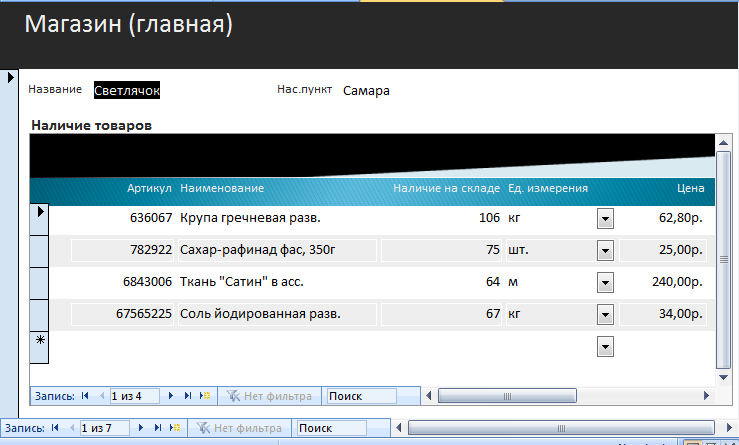 Магазин (главная)
Название Светлячок Нас.пункт Самара
Наличие товаров
Артикул Наименование Наличие на складе Ед. измерения Цена
636067 Крупа гречневая разв. 106 кг 62,80р.
782922 Сахар-рафинад фас, 350г 75 шт. 25,00р.
6843006 Ткань "Сатин" в асс. 64 м 240,00р.
67565225 Соль йодированная разв. 67 кг 34,00р.
Запись: 1 из 4 Нет фильтра Поиск
Запись: 1 из 7 Нет фильтра Поиск